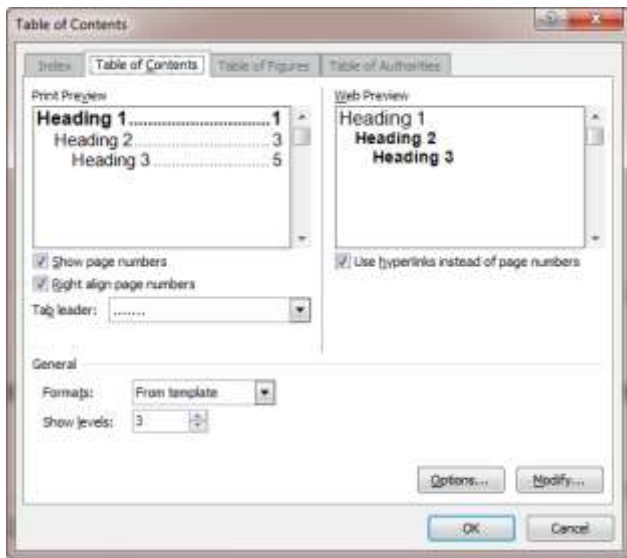 Table of Contents
Index Table of Contents Table of Figures Table of Authorities
Print Preview
Heading 1..............................1
Heading 2..........................3
Heading 3......................5
Web Preview
Heading 1
Heading 2
Heading 3
Show page numbers
Right align page numbers
Tab leader: .......
Use hyperlinks instead of page numbers
General
Formats: From template
Show levels: 3
Options... Modify...
OK Cancel